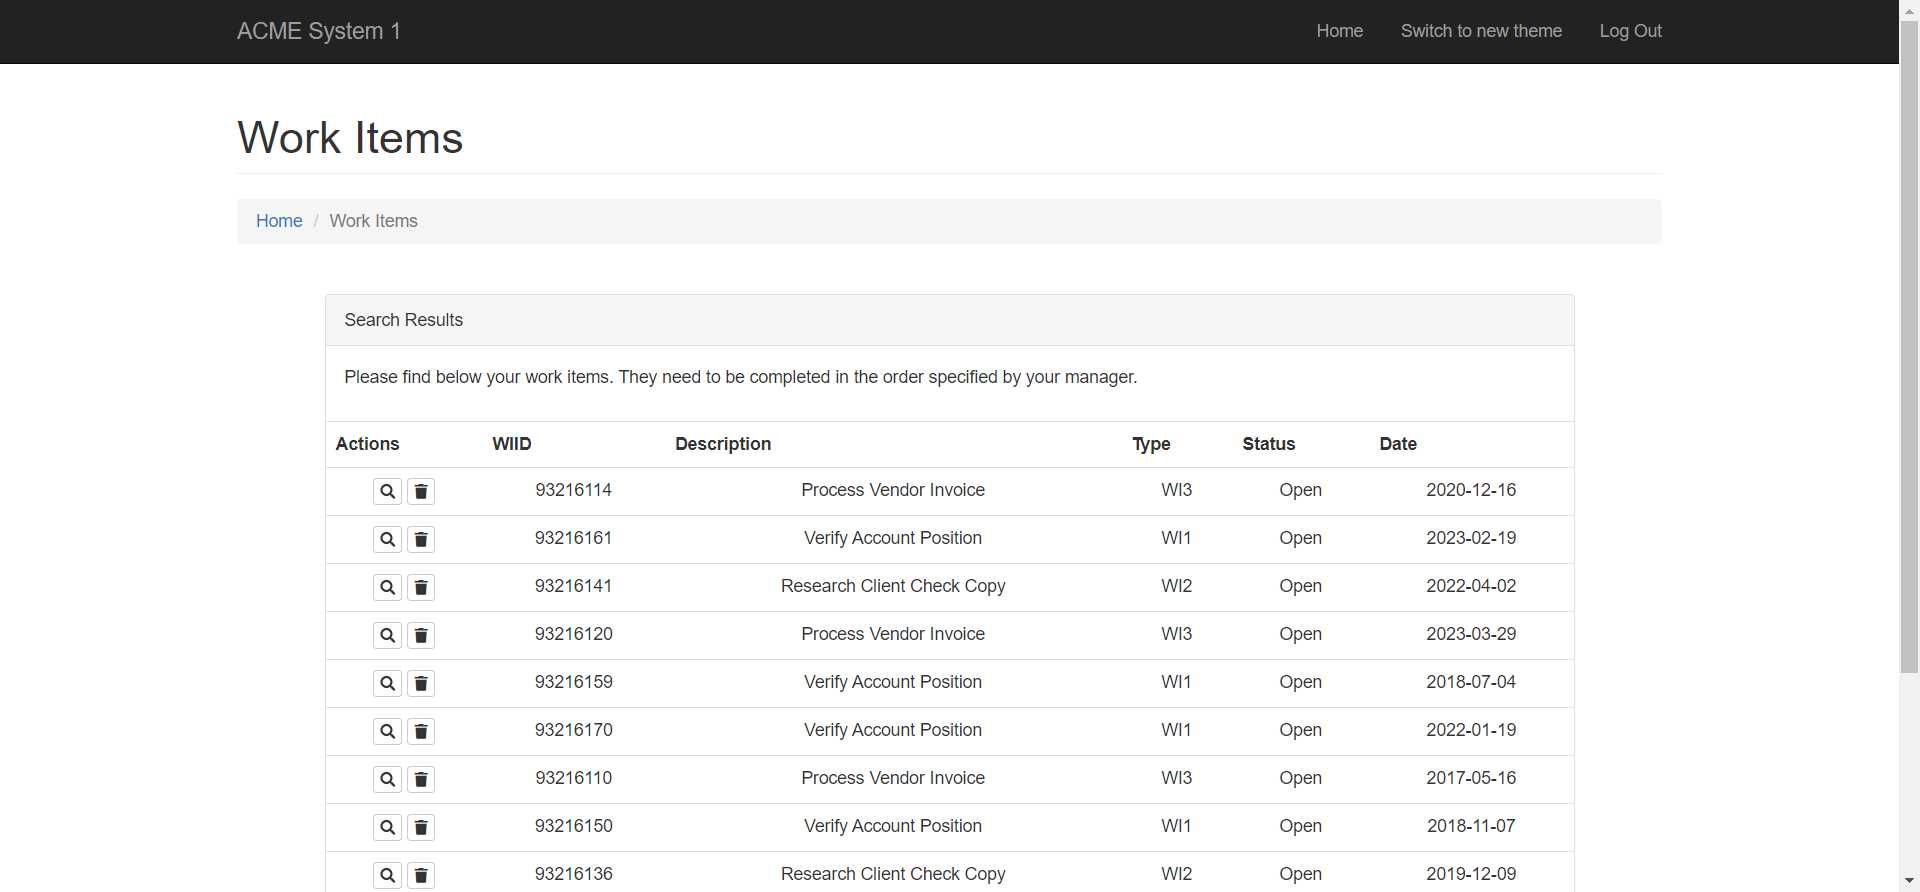 ACME System 1 Home Switch to new theme Log Out
Work Items
Home / Work Items
Search Results
Please find below your work items. They need to be completed in the order specified by your manager.
Actions WIID Description Type Status Date
93216114 Process Vendor Invoice WI3 Open 2020-12-16
93216161 Verify Account Position WI1 Open 2023-02-19
93216141 Research Client Check Copy WI2 Open 2022-04-02
93216120 Process Vendor Invoice WI3 Open 2023-03-29
93216159 Verify Account Position WI1 Open 2018-07-04
93216170 Verify Account Position WI1 Open 2022-01-19
93216110 Process Vendor Invoice WI3 Open 2017-05-16
93216150 Verify Account Position WI1 Open 2018-11-07
93216136 Research Client Check Copy WI2 Open 2019-12-09